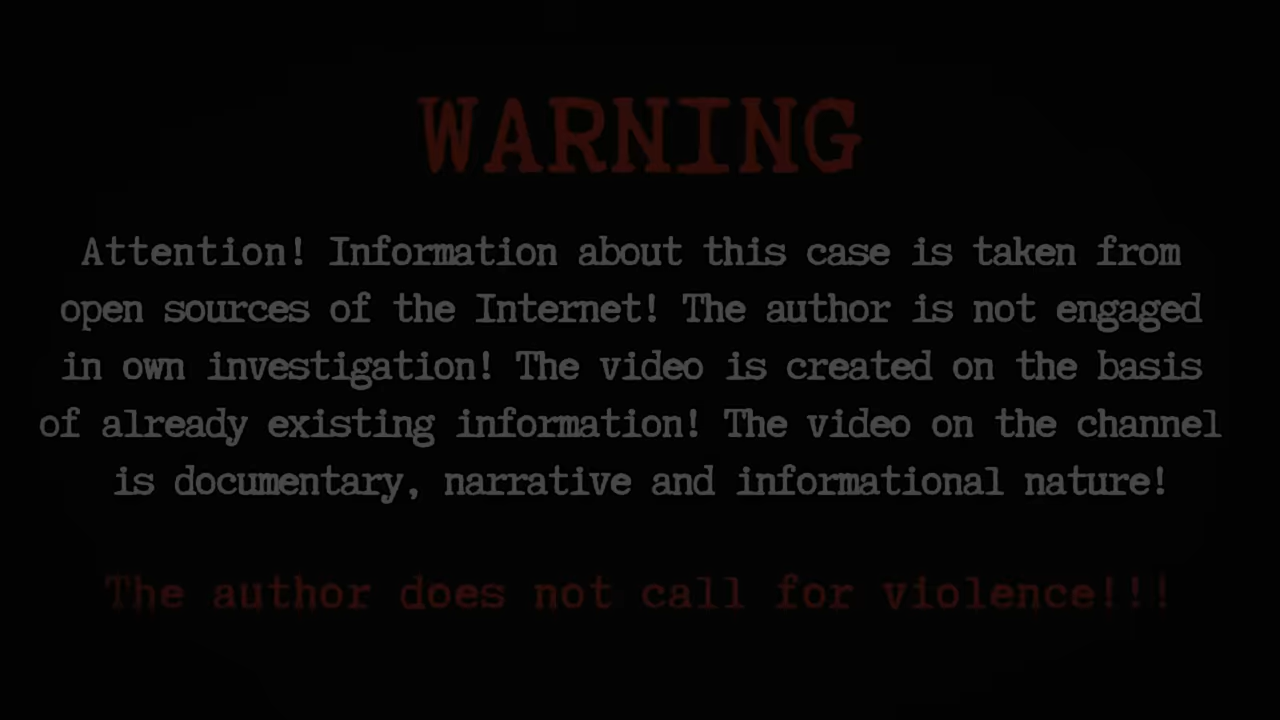 WARNING
Attention! Information about this case is taken from
open sources of the Internet! The author is not engaged
in own investigation! The video is created on the basis
of already existing information! The video on the channel
is documentary, narrative and informational nature!
The author does not call for violence!!!